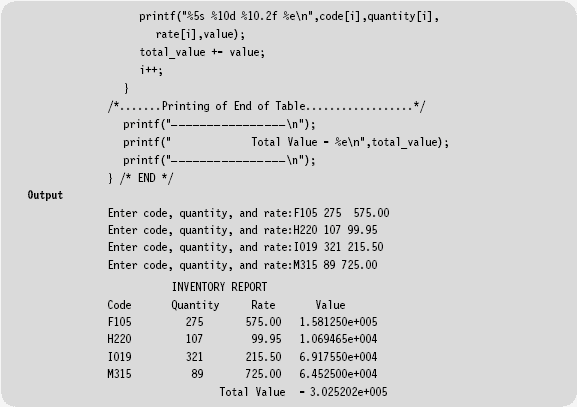 printf("%5s %10d %10.2f %e\n",code[i],quantity[i],
rate[i],value);
total_value += value;
i++;
}
/*.......Printing of End of Table..................*/
printf("—————————————————\n");
printf("            Total Value = %e\n",total_value);
printf("—————————————————\n");
} /* END */
Output
Enter code, quantity, and rate:F105 275  575.00
Enter code, quantity, and rate:H220 107 99.95
Enter code, quantity, and rate:I019 321 215.50
Enter code, quantity, and rate:M315 89 725.00
INVENTORY REPORT
Code Quantity Rate Value
F105 275 575.00 1.581250e+005
H220 107 99.95 1.069465e+004
I019 321 215.50 6.917550e+004
M315 89 725.00 6.452500e+004
Total Value = 3.025202e+005